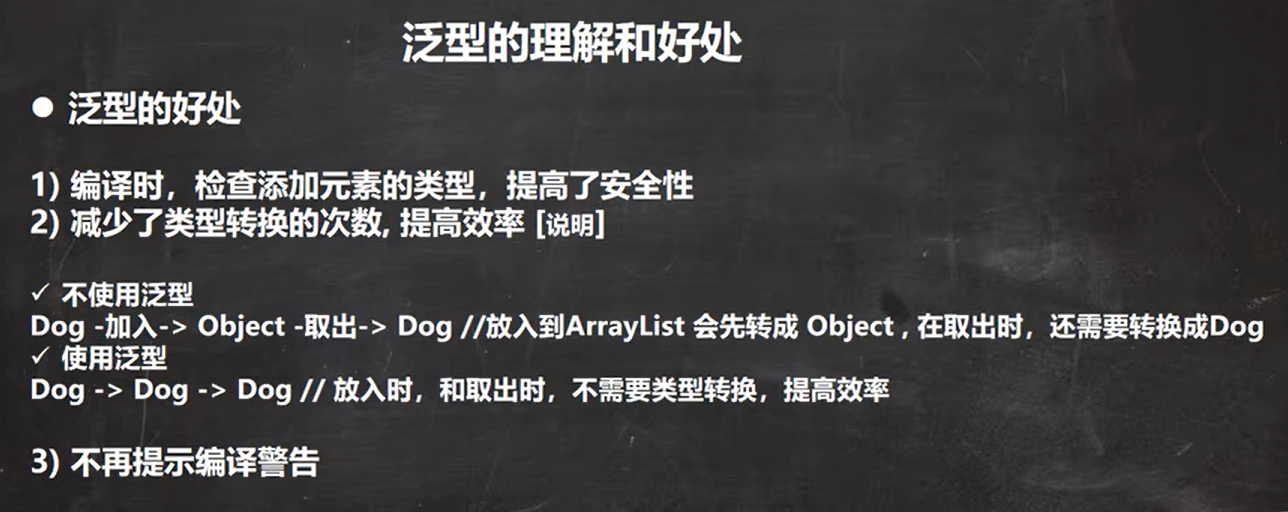 泛型的理解和好处
● 泛型的好处
1) 编译时，检查添加元素的类型，提高了安全性
2) 减少了类型转换的次数, 提高效率 [说明]
✓ 不使用泛型
Dog -加入-> Object -取出-> Dog //放入到ArrayList 会先转成 Object , 在取出时，还需要转换成Dog
✓ 使用泛型
Dog -> Dog -> Dog // 放入时，和取出时，不需要类型转换，提高效率
3) 不再提示编译警告